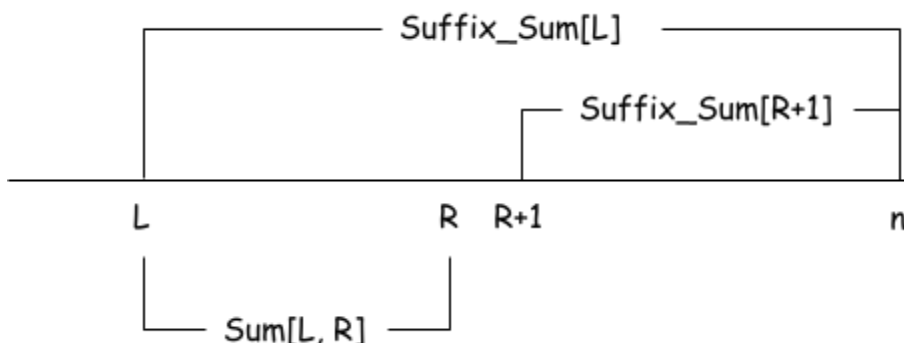 Suffix_Sum[L]
Suffix_Sum[R+1]
L R R+1 n
Sum[L, R]